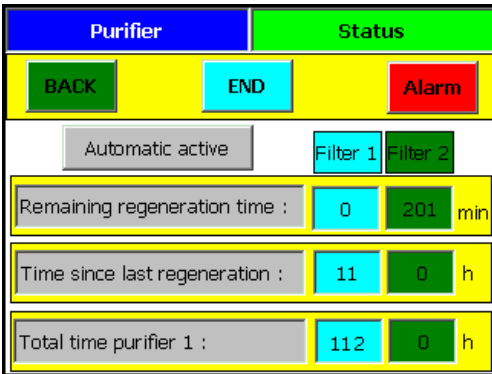 Purifier Status
BACK END Alarm
Automatic active Filter 1 Filter 2
Remaining regeneration time : 0 201 min
Time since last regeneration : 11 0 h
Total time purifier 1 : 112 0 h